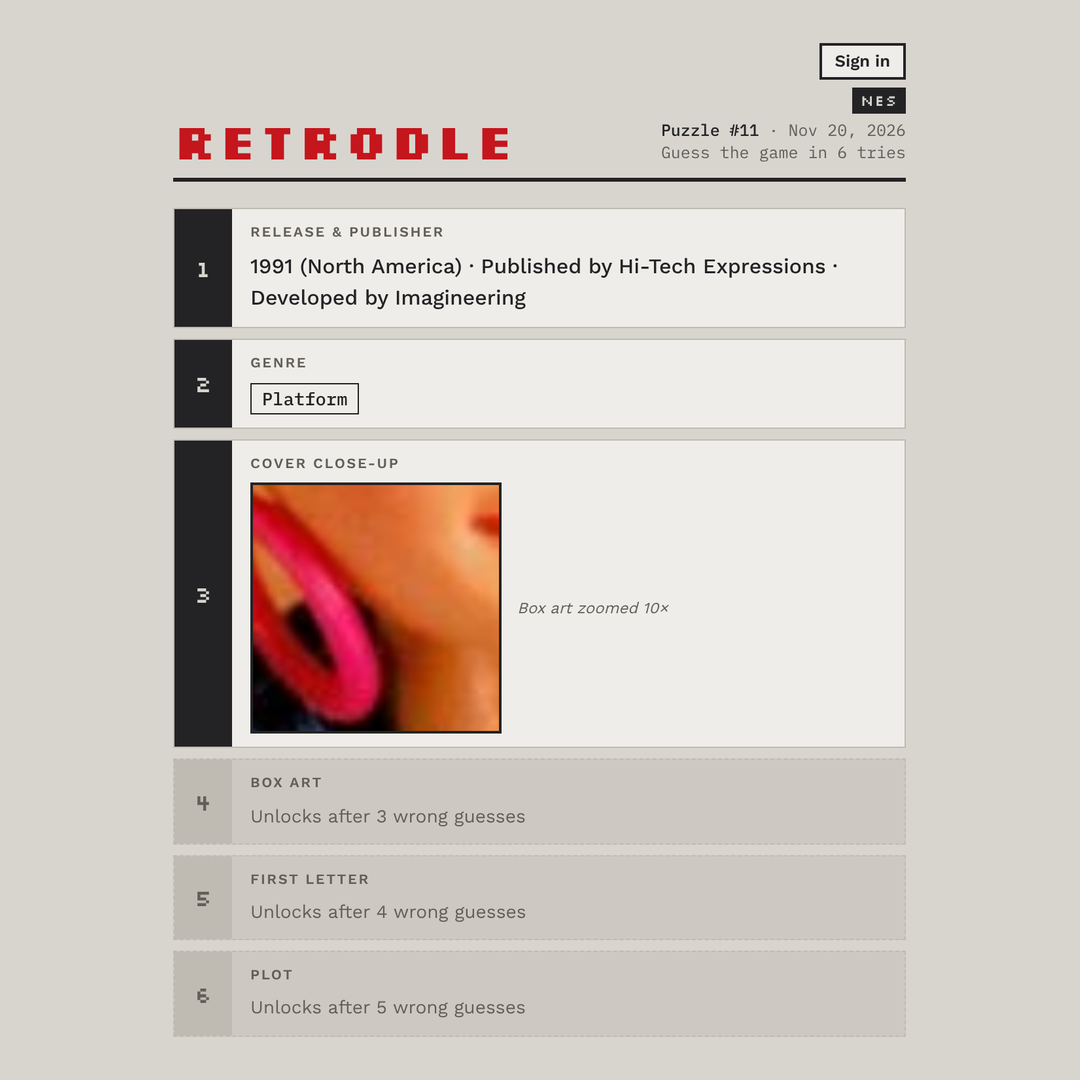 Sign in
NES
RETRODLE
Puzzle #11 · Nov 20, 2026
Guess the game in 6 tries
1
RELEASE & PUBLISHER
1991 (North America) · Published by Hi-Tech Expressions ·
Developed by Imagineering
2
GENRE
Platform
3
COVER CLOSE-UP
Box art zoomed 10×
4
BOX ART
Unlocks after 3 wrong guesses
5
FIRST LETTER
Unlocks after 4 wrong guesses
6
PLOT
Unlocks after 5 wrong guesses